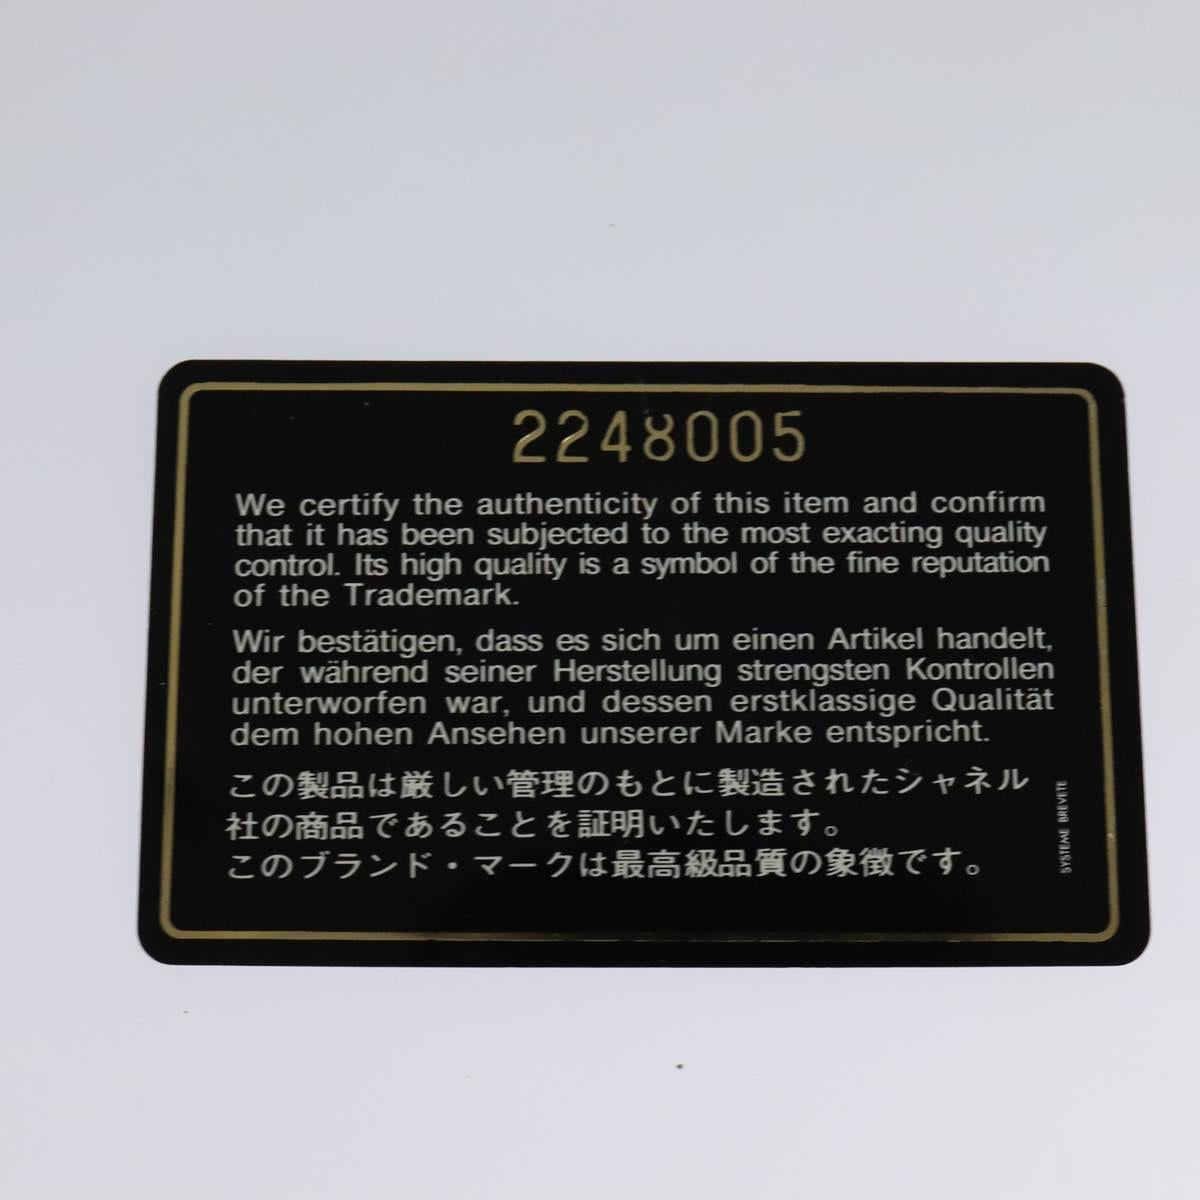 2248005
We certify the authenticity of this item and confirm
that it has been subjected to the most exacting quality
control. Its high quality is a symbol of the fine reputation
of the Trademark.
Wir bestätigen, dass es sich um einen Artikel handelt,
der während seiner Herstellung strengsten Kontrollen
unterworfen war, und dessen erstklassige Qualität
dem hohen Ansehen unserer Marke entspricht.
この製品は厳しい管理のもとに製造されたシャネル
社の商品であることを証明いたします。
このブランド・マークは最高級品質の象徴です。
SYSTEME BREVETE